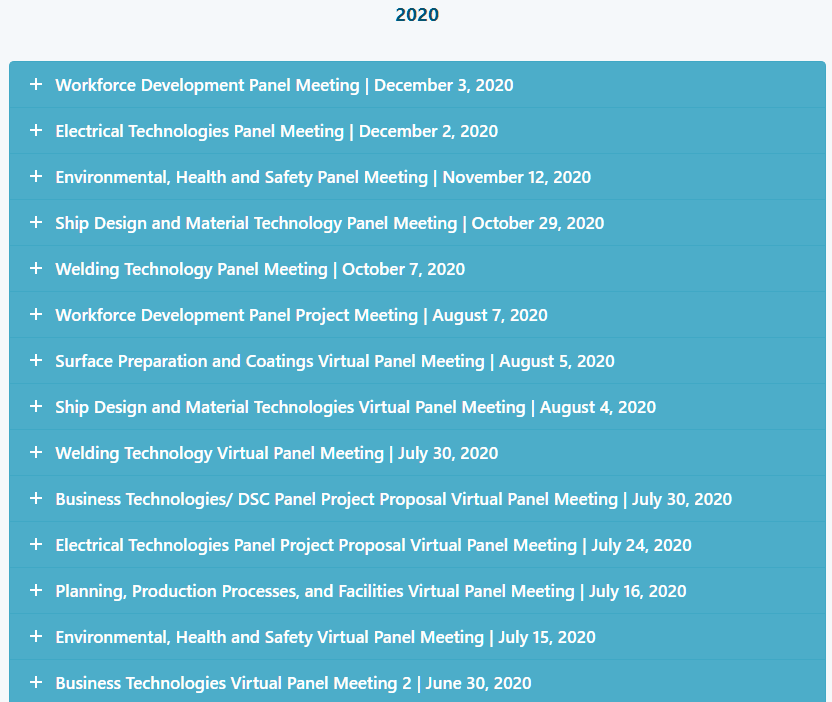 2020
Workforce Development Panel Meeting | December 3, 2020
Electrical Technologies Panel Meeting | December 2, 2020
Environmental, Health and Safety Panel Meeting | November 12, 2020
Ship Design and Material Technology Panel Meeting | October 29, 2020
Welding Technology Panel Meeting | October 7, 2020
Workforce Development Panel Project Meeting | August 7, 2020
Surface Preparation and Coatings Virtual Panel Meeting | August 5, 2020
Ship Design and Material Technologies Virtual Panel Meeting | August 4, 2020
Welding Technology Virtual Panel Meeting | July 30, 2020
Business Technologies/ DSC Panel Project Proposal Virtual Panel Meeting | July 30, 2020
Electrical Technologies Panel Project Proposal Virtual Panel Meeting | July 24, 2020
Planning, Production Processes, and Facilities Virtual Panel Meeting | July 16, 2020
Environmental, Health and Safety Virtual Panel Meeting | July 15, 2020
Business Technologies Virtual Panel Meeting 2 | June 30, 2020